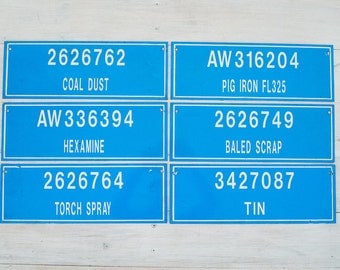 2626762
COAL DUST
AW316204
PIG IRON FL325
AW336394
HEXAMINE
2626749
BALED SCRAP
2626764
TORCH SPRAY
3427087
TIN